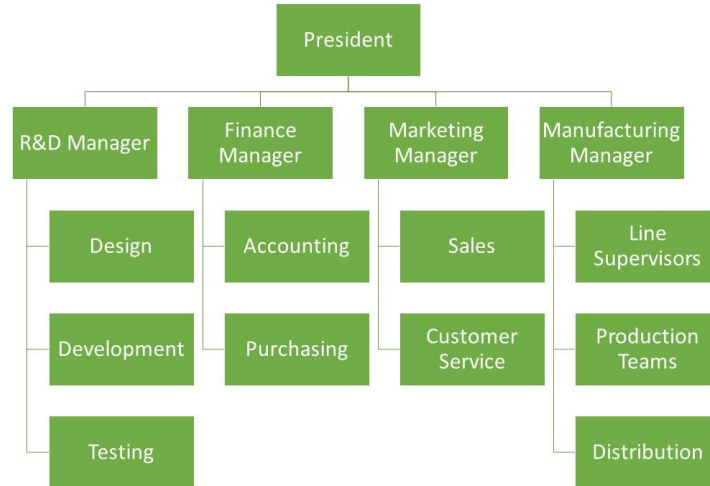 President
R&D Manager
Finance
Manager
Marketing
Manager
Manufacturing
Manager
Design
Accounting
Sales
Line
Supervisors
Development
Purchasing
Customer
Service
Production
Teams
Testing
Distribution